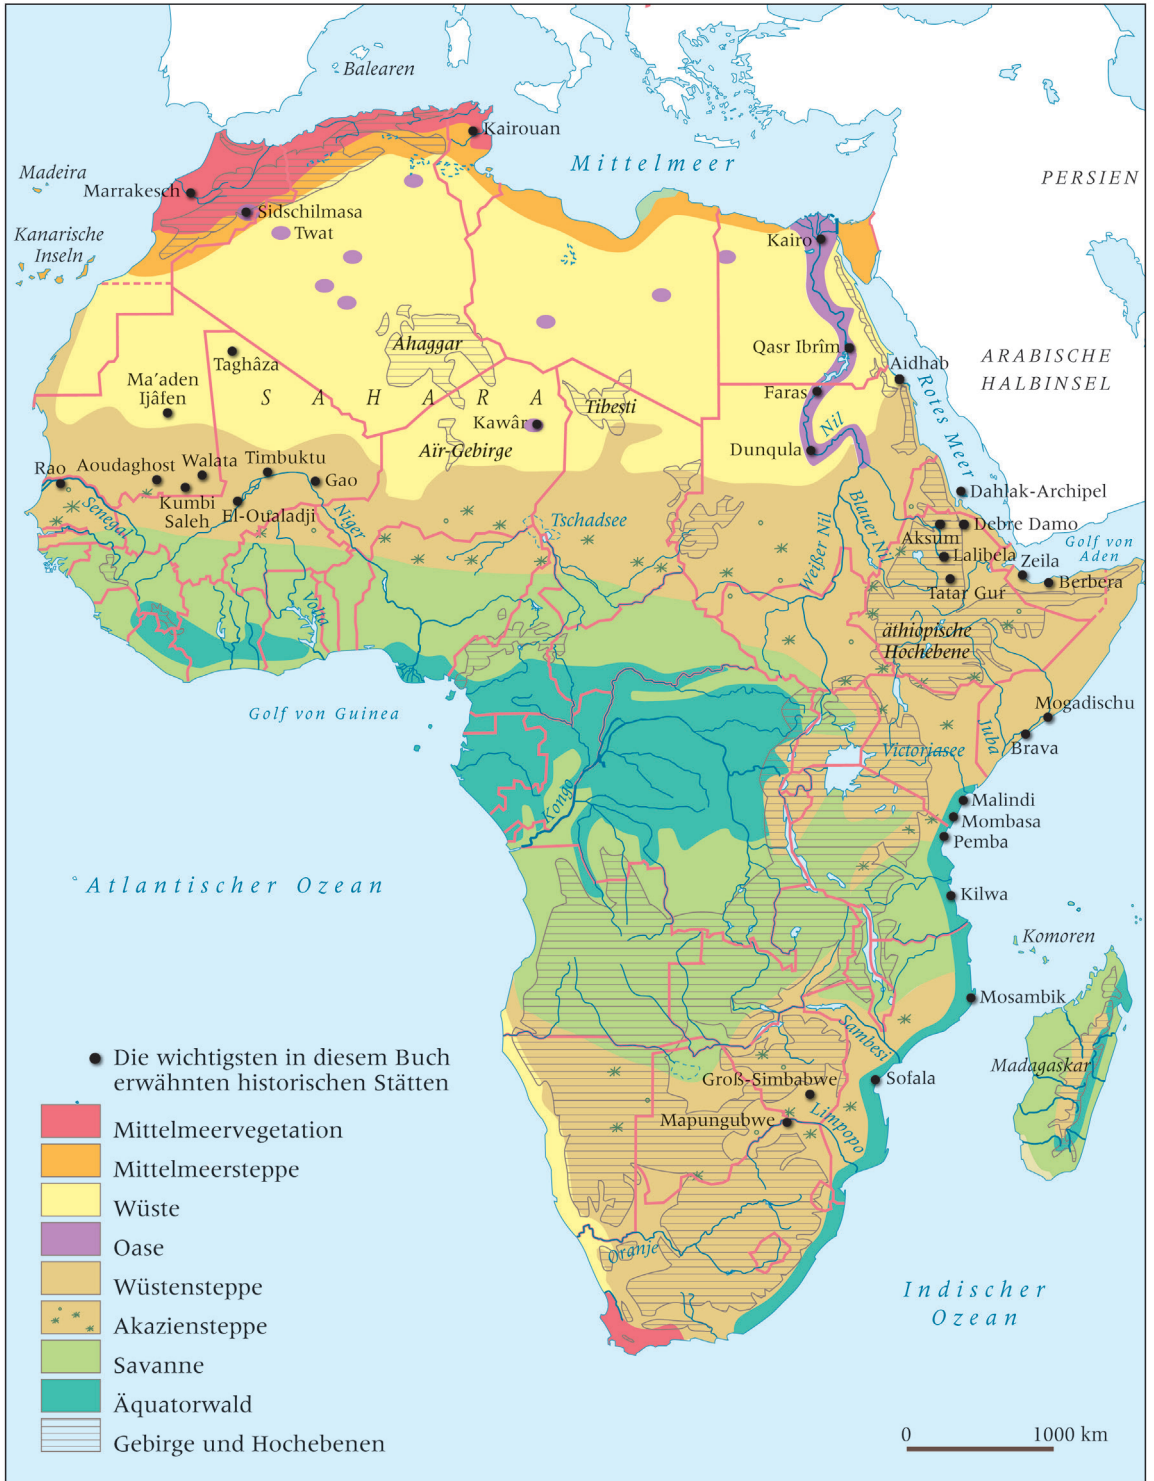 Balearen
Kairouan
Mittelmeer
Madeira
PERSIEN
Marrakesch
Sidschilmasa
Kanarische
Inseln
Twat
Kairo
Ahaggar
Qasr Ibrîm
ARABISCHE
HALBINSEL
Taghâza
Aidhab
Ma'aden
Ijâfen
SAHARA
Faras
Rotes Meer
Tibesti
Kawâr
Nil
Aïr-Gebirge
Dunqula
Rao
Aoudaghost
Walata
Timbuktu
Gao
Kumbi
Saleh
El-Oualadji
Senegal
Niger
Tschadsee
Weißer Nil
Blauer Nil
Dahlak-Archipel
Debre Damo
Aksum
Golf von
Aden
Lalibela
Zeila
Berbera
Tatar Gur
Volta
äthiopische
Hochebene
Golf von Guinea
Mogadischu
Juba
Brava
Victoriasee
Kongo
Malindi
Mombasa
Pemba
Atlantischer Ozean
Kilwa
Komoren
Mosambik
Sambesi
Madagaskar
Groß-Simbabwe
Sofala
Mapungubwe
Limpopo
Oranje
Indischer
Ozean
Die wichtigsten in diesem Buch
erwähnten historischen Stätten
Mittelmeervegetation
Mittelmeersteppe
Wüste
Oase
Wüstensteppe
Akaziensteppe
Savanne
Äquatorwald
Gebirge und Hochebenen
0 1000 km